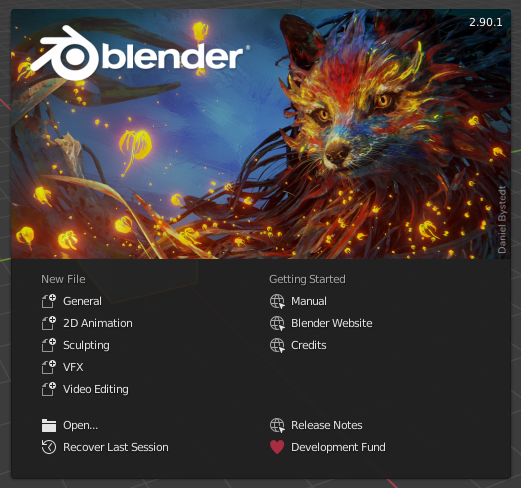 2.90.1
blender®
Daniel Bystedt
New File
General
2D Animation
Sculpting
VFX
Video Editing
Open...
Recover Last Session
Getting Started
Manual
Blender Website
Credits
Release Notes
Development Fund